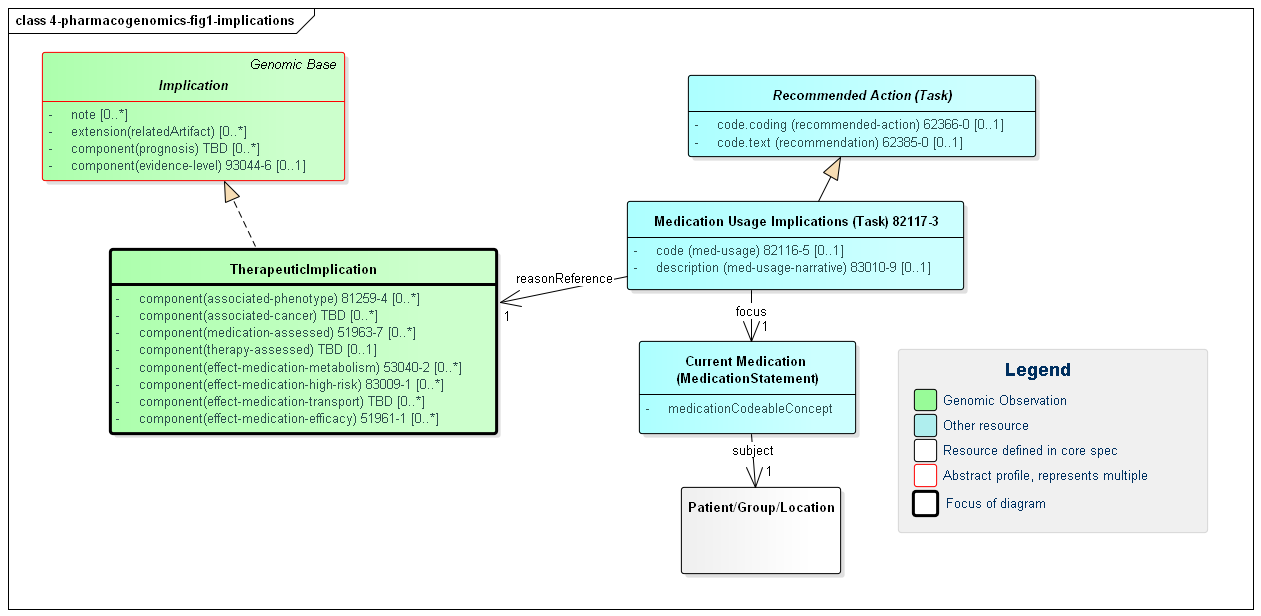 class 4-pharmacogenomics-fig1-implications
Genomic Base
Implication
- note [0..*]
- extension(relatedArtifact) [0..*]
- component(prognosis) TBD [0..*]
- component(evidence-level) 93044-6 [0..1]
Recommended Action (Task)
- code.coding (recommended-action) 62366-0 [0..1]
- code.text (recommendation) 62385-0 [0..1]
Medication Usage Implications (Task) 82117-3
- code (med-usage) 82116-5 [0..1]
- description (med-usage-narrative) 83010-9 [0..1]
TherapeuticImplication
- component(associated-phenotype) 81259-4 [0..*]
- component(associated-cancer) TBD [0..*]
- component(medication-assessed) 51963-7 [0..*]
- component(therapy-assessed) TBD [0..1]
- component(effect-medication-metabolism) 53040-2 [0..*]
- component(effect-medication-high-risk) 83009-1 [0..*]
- component(effect-medication-transport) TBD [0..*]
- component(effect-medication-efficacy) 51961-1 [0..*]
reasonReference
1
focus
1
Current Medication
(MedicationStatement)
- medicationCodeableConcept
subject
1
Patient/Group/Location
Legend
Genomic Observation
Other resource
Resource defined in core spec
Abstract profile, represents multiple
Focus of diagram